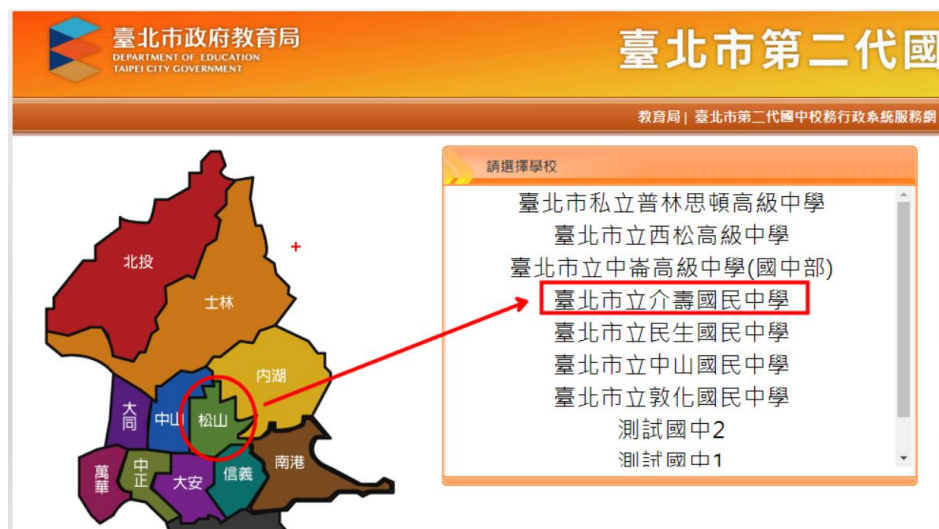 臺北市政府教育局
DEPARTMENT OF EDUCATION
TAIPEI CITY GOVERNMENT
臺北市第二代國
教育局 | 臺北市第二代國中校務行政系統服務網
北投
士林
內湖
大同
中山
松山
萬華
中正
大安
信義
南港
請選擇學校
臺北市私立普林思頓高級中學
臺北市立西松高級中學
臺北市立中崙高級中學(國中部)
臺北市立介壽國民中學
臺北市立民生國民中學
臺北市立中山國民中學
臺北市立敦化國民中學
測試國中2
測試國中1